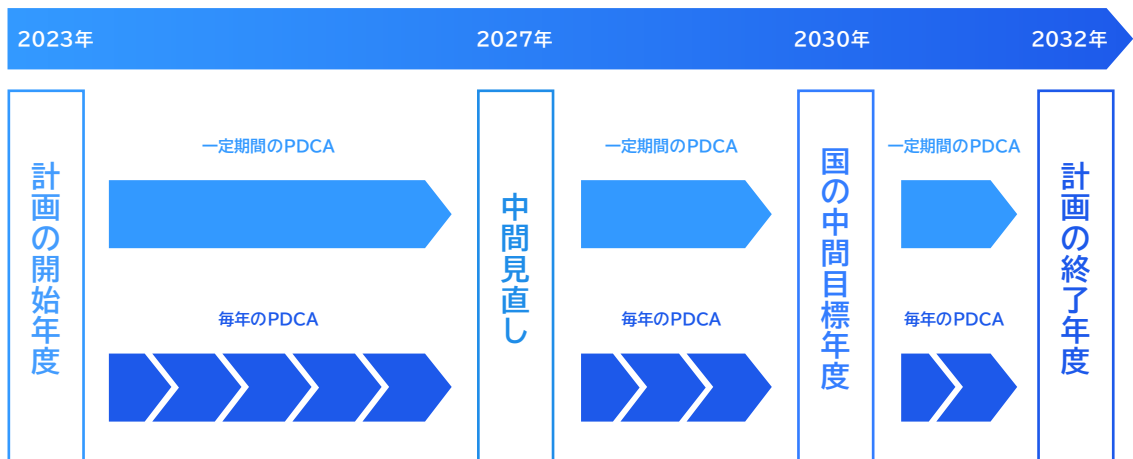 2023年
2027年
2030年
2032年
計画の開始年度
一定期間のPDCA
毎年のPDCA
中間見直し
一定期間のPDCA
毎年のPDCA
国の中間目標年度
一定期間のPDCA
毎年のPDCA
計画の終了年度